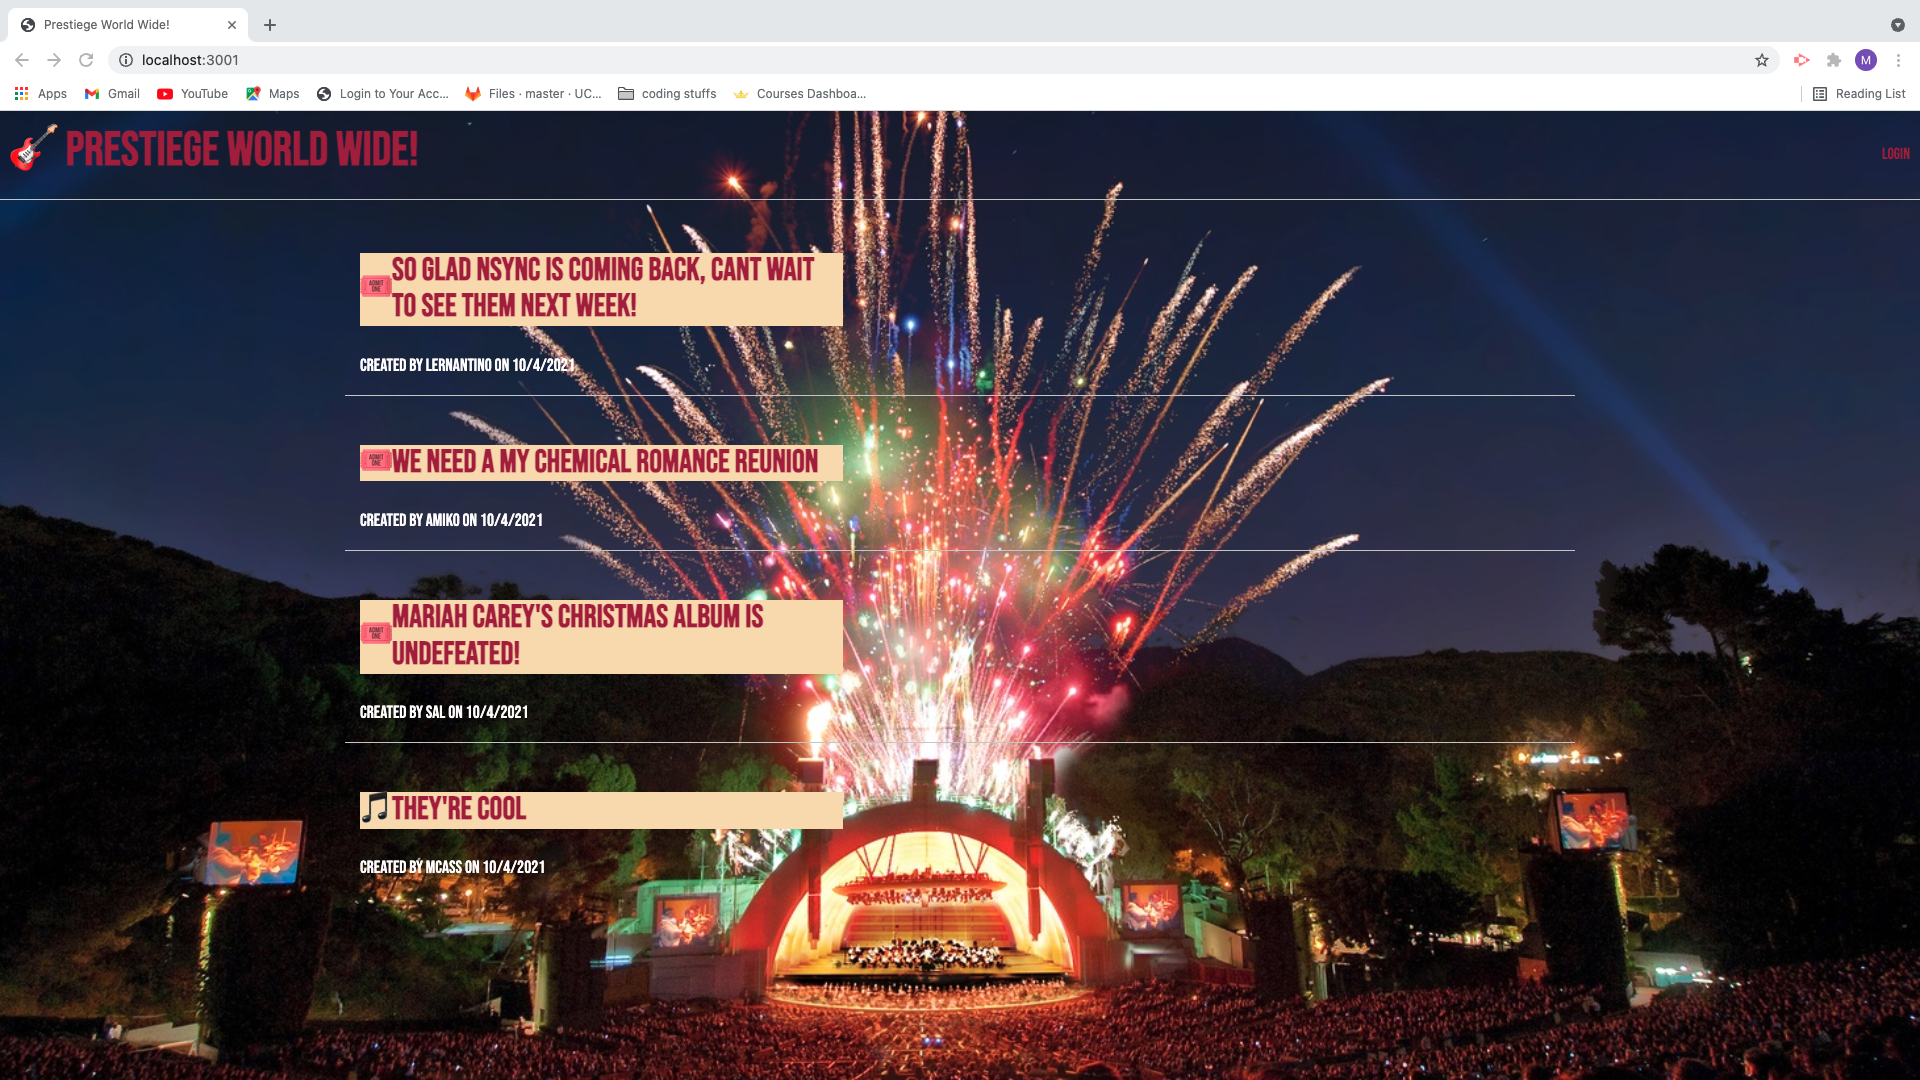 Prestiege World Wide!
localhost:3001
M
Apps
Gmail
YouTube
Maps
Login to Your Acc...
Files · master · UC...
coding stuffs
Courses Dashboa...
Reading List
PRESTIEGE WORLD WIDE!
LOGIN
SO GLAD NSYNC IS COMING BACK, CANT WAIT
TO SEE THEM NEXT WEEK!
ADMIT
ONE
CREATED BY LERNANTINO ON 10/4/2021
ADMIT
ONE
WE NEED A MY CHEMICAL ROMANCE REUNION
CREATED BY AMIKO ON 10/4/2021
MARIAH CAREY'S CHRISTMAS ALBUM IS
UNDEFEATED!
ADMIT
ONE
CREATED BY SAL ON 10/4/2021
THEY'RE COOL
CREATED BY MCASS ON 10/4/2021